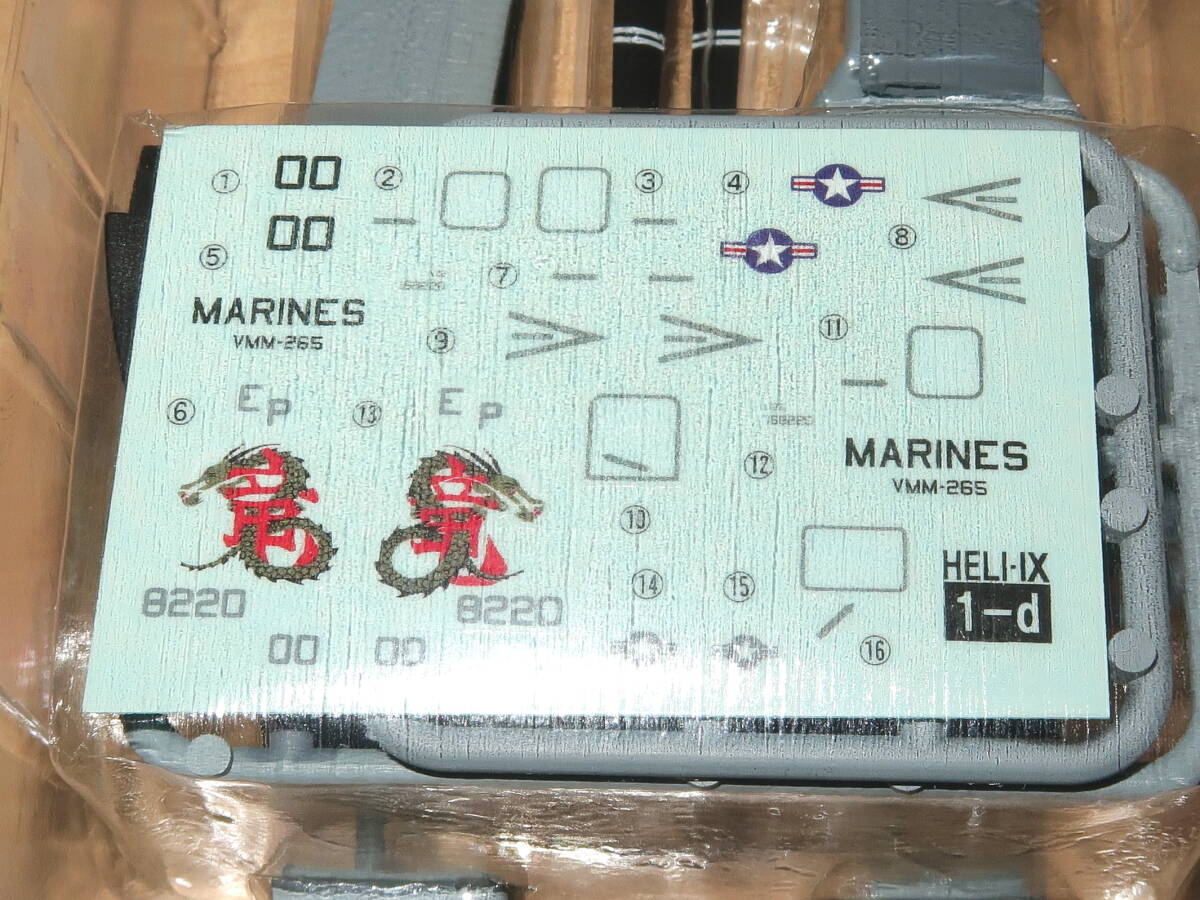 ① 00 ② ③ ④
00
⑤ ⑦ ⑧
MARINES
VMM-265
⑨ ⑪
⑥ EP ⑬ EP
竜 竜
⑫ MARINES
VMM-265
⑩
8220 8220 ⑭ ⑮ HELI-IX
1-d
00 00 ⑯